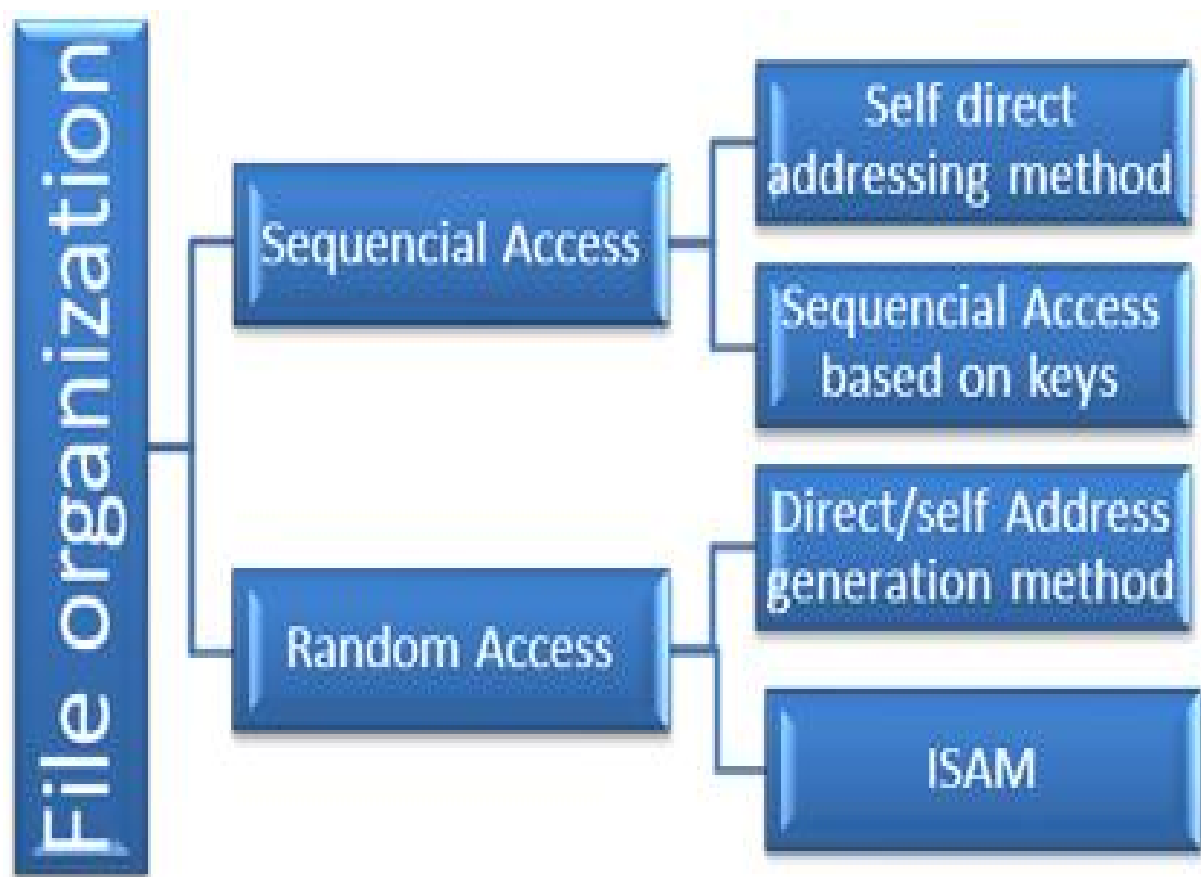 File organization
Sequencial Access
Self direct
addressing method
Sequencial Access
based on keys
Random Access
Direct/self Address
generation method
ISAM